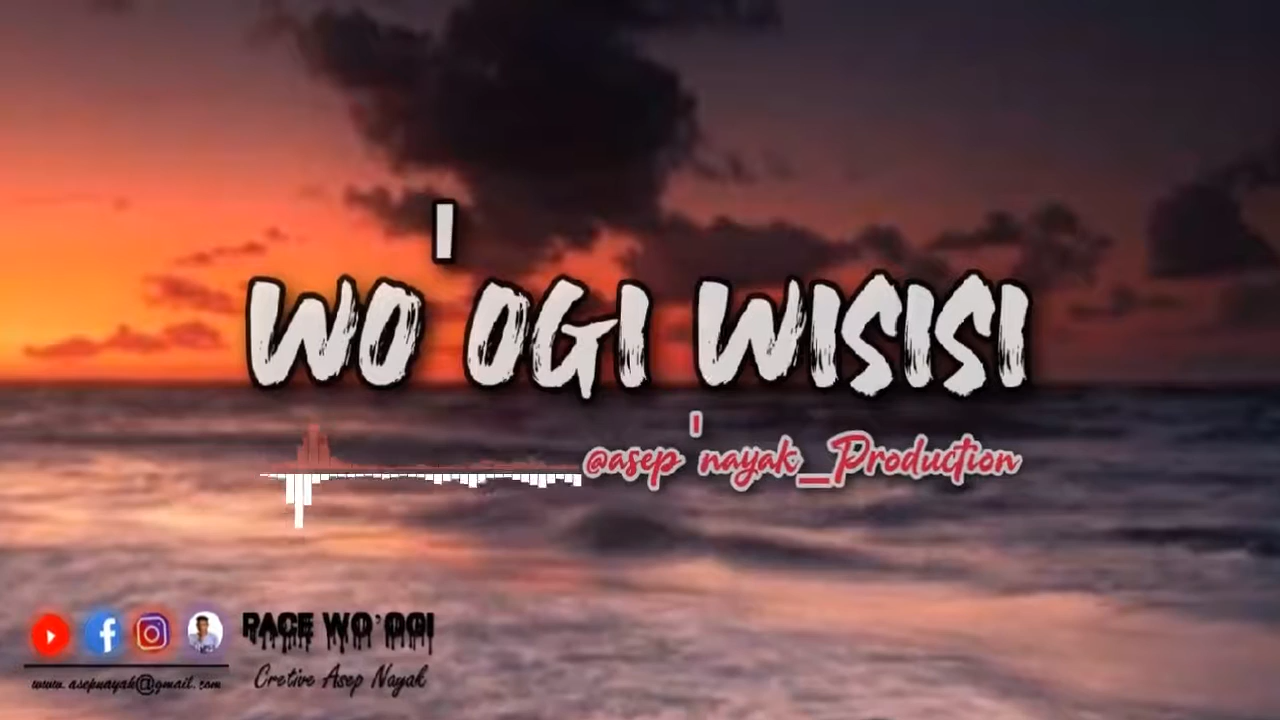 WO'OGI WISISI
@asep'nayak_Production
RACE WO'OGI
Cretive Asep Nayak
www.asepnayak@gmail.com